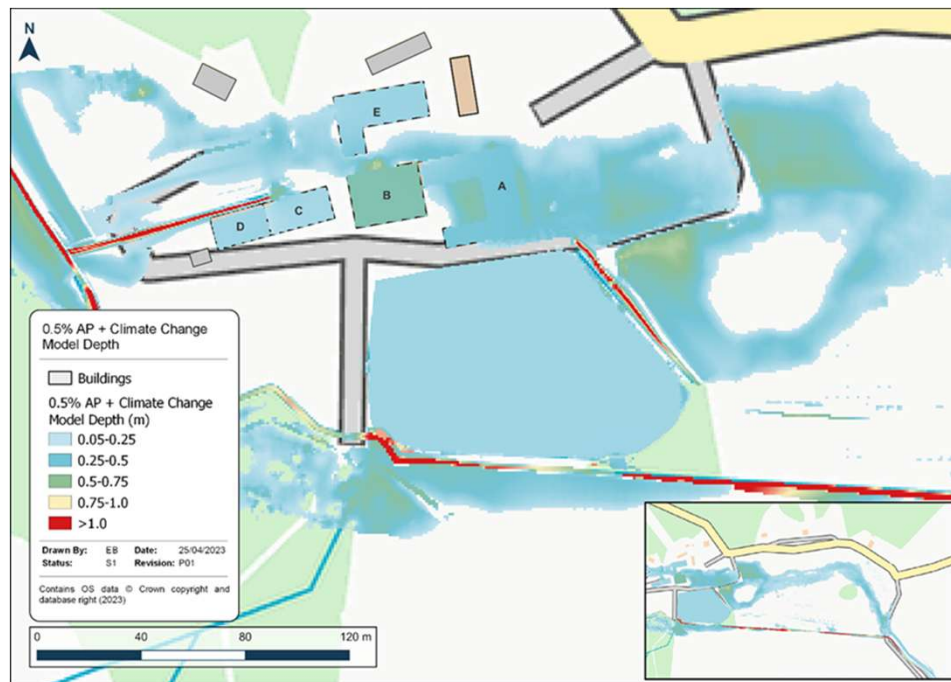 N
E
A
B
C
D
0.5% AP + Climate Change
Model Depth
Buildings
0.5% AP + Climate Change
Model Depth (m)
0.05-0.25
0.25-0.5
0.5-0.75
0.75-1.0
>1.0
Drawn By: EB Date: 25/04/2023
Status: S1 Revision: P01
Contains OS data © Crown copyright and
database right (2023)
0 40 80 120 m